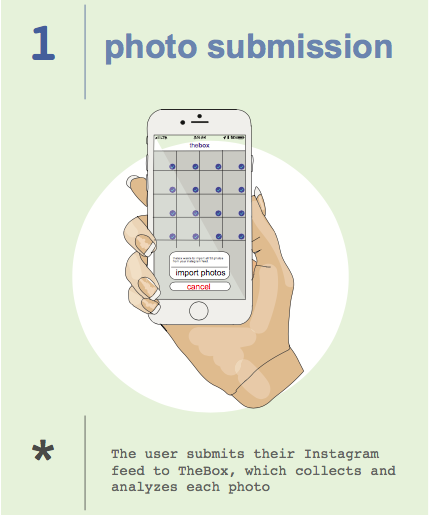 1
photo submission
thebox
import photos
cancel
*
The user submits their Instagram
feed to TheBox, which collects and
analyzes each photo